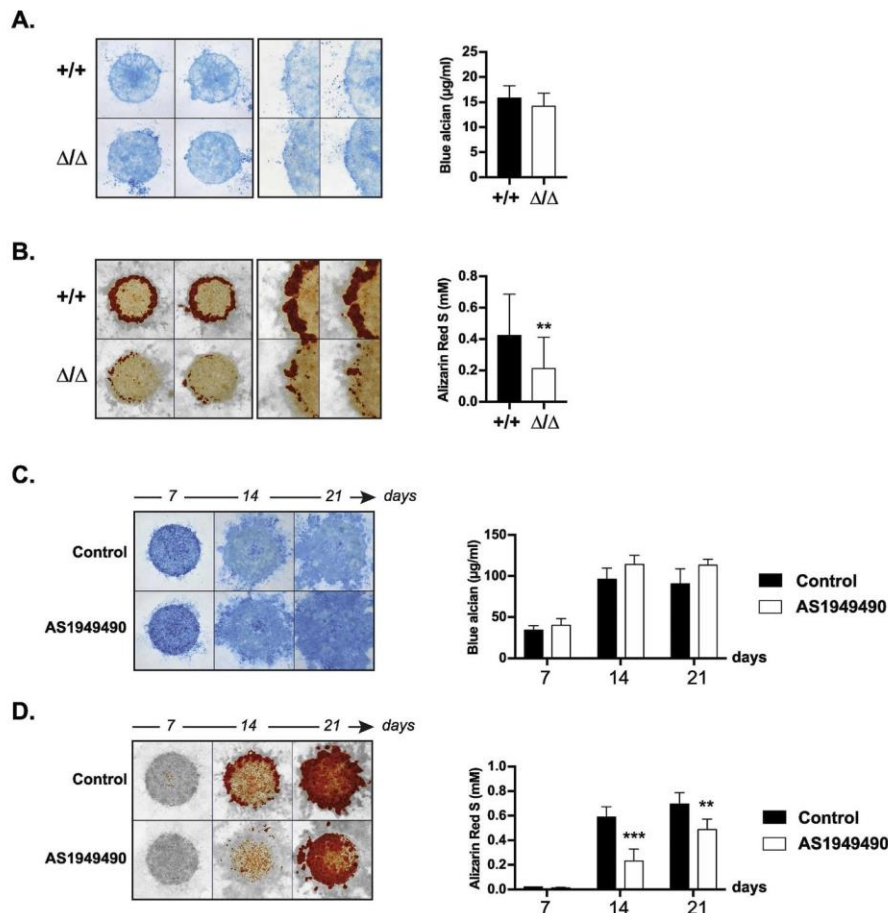 A.
+/+
Δ/Δ
Blue alcian (µg/ml)
25
20
15
10
5
0
+/+ Δ/Δ
B.
+/+
Δ/Δ
Alizarin Red S (mM)
0.8
0.6
0.4
0.2
0.0
**
+/+ Δ/Δ
C.
7 14 21 days
Control
AS1949490
Blue alcian (µg/ml)
150
100
50
0
7 14 21
days
Control
AS1949490
D.
7 14 21 days
Control
AS1949490
Alizarin Red S (mM)
1.0
0.8
0.6
0.4
0.2
0.0
***
**
7 14 21
days
Control
AS1949490